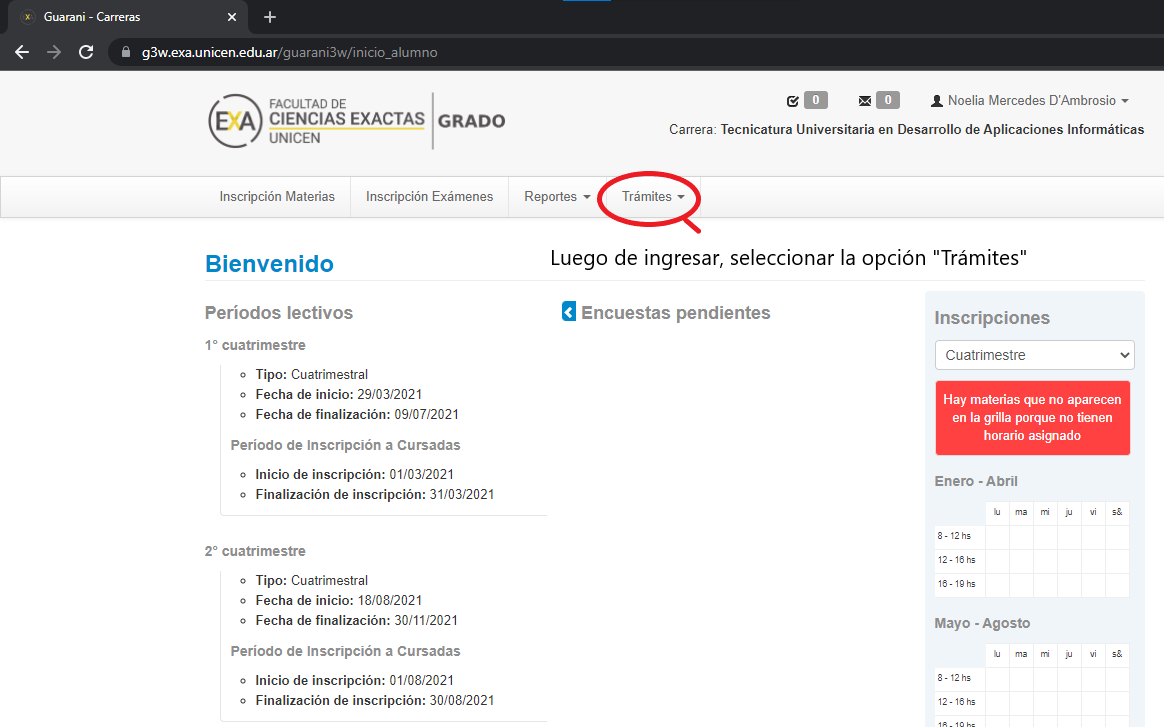 Guarani - Carreras
g3w.exa.unicen.edu.ar/guarani3w/inicio_alumno
EXA
FACULTAD DE
CIENCIAS EXACTAS
UNICEN
GRADO
0
0
Noelia Mercedes D'Ambrosio
Carrera: Tecnicatura Universitaria en Desarrollo de Aplicaciones Informáticas
Inscripción Materias
Inscripción Exámenes
Reportes
Trámites
Luego de ingresar, seleccionar la opción "Trámites"
Bienvenido
Períodos lectivos
1° cuatrimestre
Tipo: Cuatrimestral
Fecha de inicio: 29/03/2021
Fecha de finalización: 09/07/2021
Período de Inscripción a Cursadas
Inicio de inscripción: 01/03/2021
Finalización de inscripción: 31/03/2021
2° cuatrimestre
Tipo: Cuatrimestral
Fecha de inicio: 18/08/2021
Fecha de finalización: 30/11/2021
Periodo de Inscripción a Cursadas
Inicio de inscripción: 01/08/2021
Finalización de inscripción: 30/08/2021
Encuestas pendientes
Inscripciones
Cuatrimestre
Hay materias que no aparecen
en la grilla porque no tienen
horario asignado
Enero - Abril
lu ma mi ju vi s&
8 - 12 hs
12 - 16 hs
16 - 19 hs
Mayo - Agosto
lu ma mi ju vi s&
8 - 12 hs
12 - 16 hs
16 - 19 hs